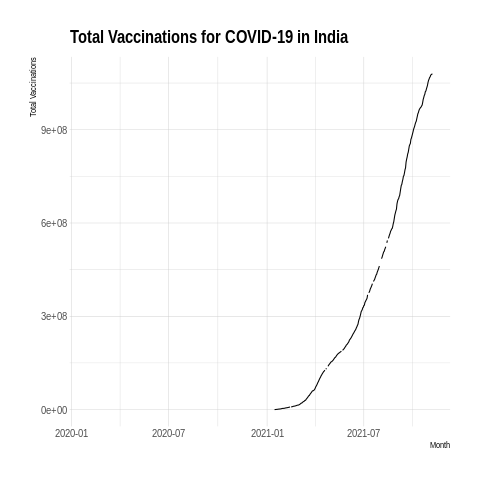 Total Vaccinations for COVID-19 in India
Total Vaccinations
9e+08
6e+08
3e+08
0e+00
2020-01 2020-07 2021-01 2021-07
Month